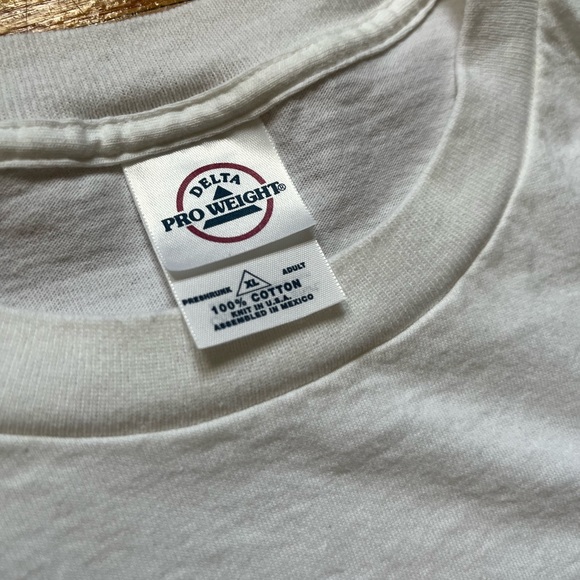 DELTA
PRO WEIGHT®
PRESHRUNK XL ADULT
100% COTTON
KNIT IN U.S.A.
ASSEMBLED IN MEXICO